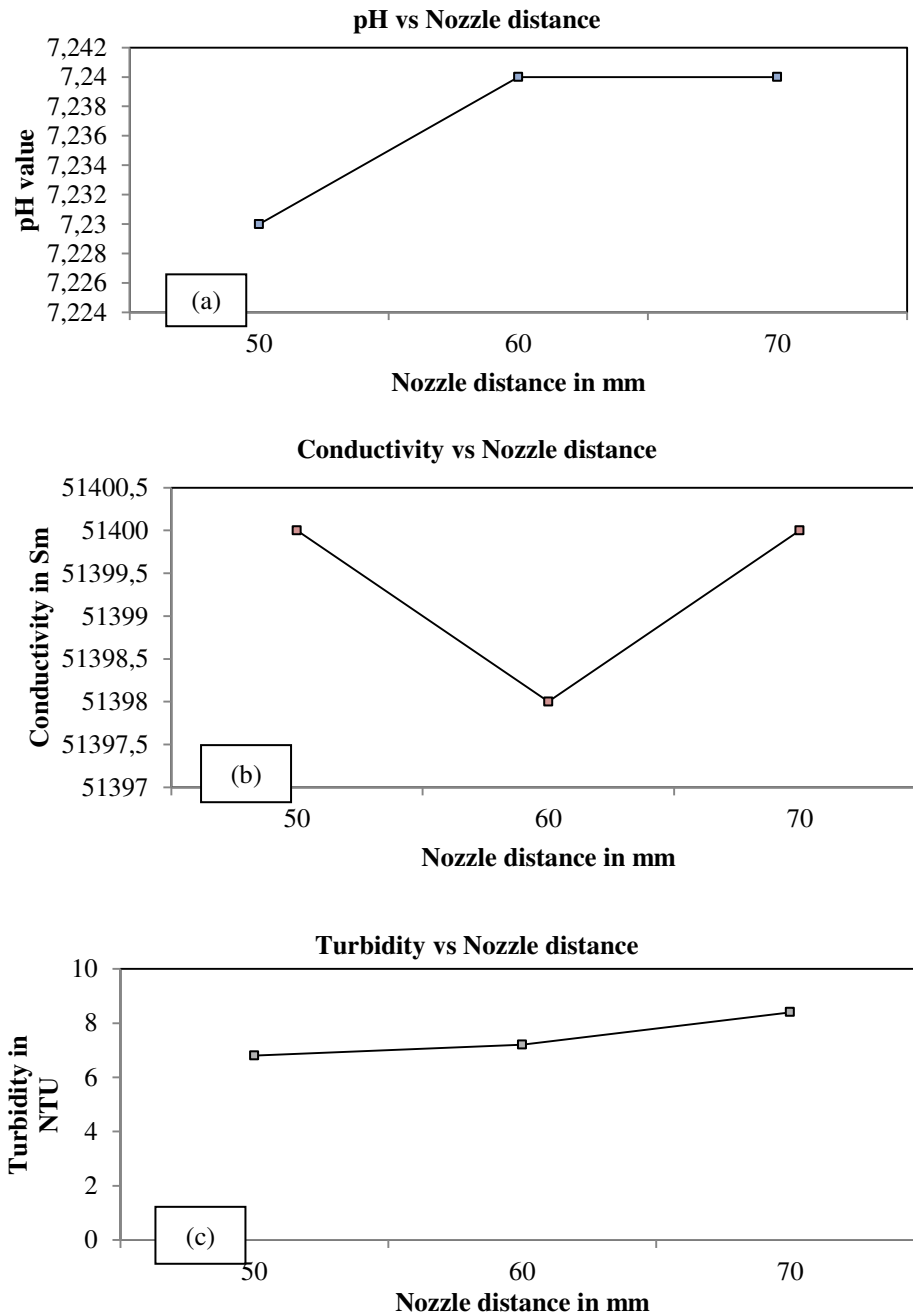 pH vs Nozzle distance
7,242
7,24
7,238
7,236
7,234
7,232
7,23
7,228
7,226
7,224
pH value
(a)
50 60 70
Nozzle distance in mm
Conductivity vs Nozzle distance
51400,5
51400
51399,5
51399
51398,5
51398
51397,5
51397
Conductivity in Sm
(b)
50 60 70
Nozzle distance in mm
Turbidity vs Nozzle distance
10
8
6
4
2
0
Turbidity in
NTU
(c)
50 60 70
Nozzle distance in mm